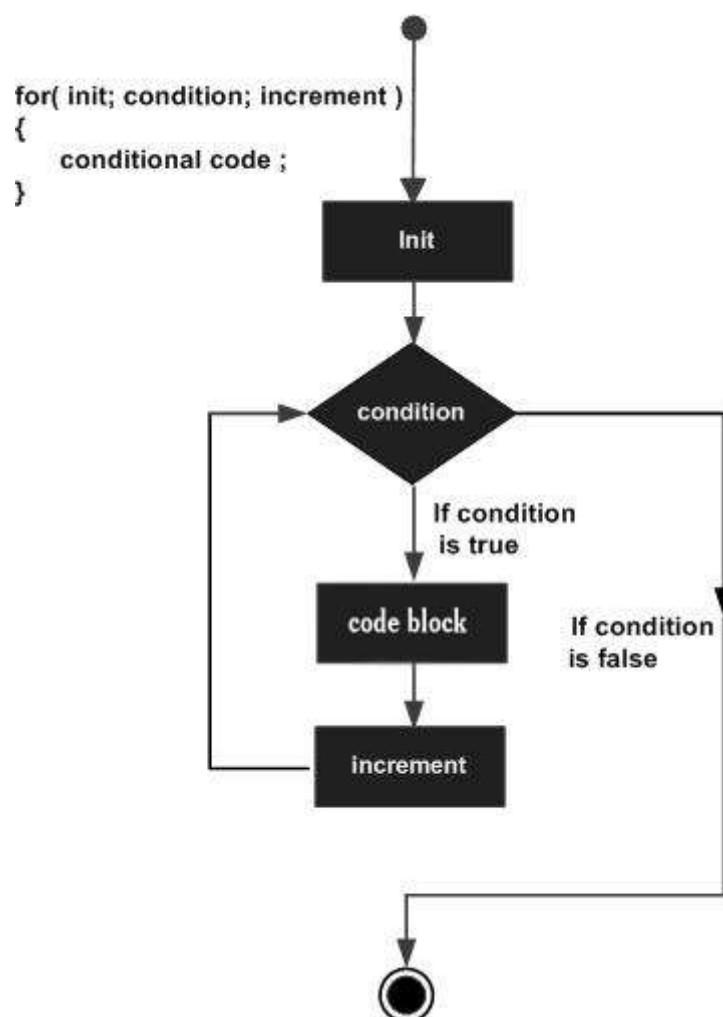 for( init; condition; increment )
{
conditional code ;
}
Init
condition
If condition
is true
code block
If condition
is false
increment